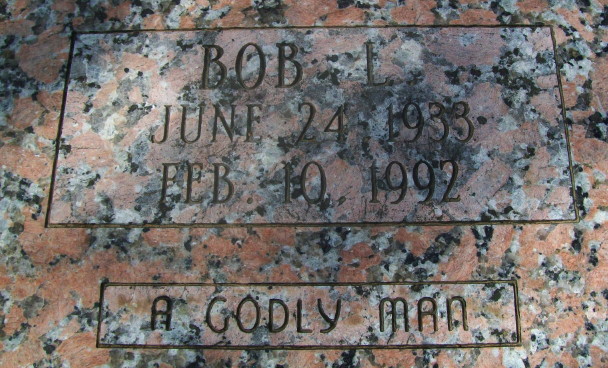 BOB L.
JUNE 24 1933
FEB. 10 1992
A GODLY MAN